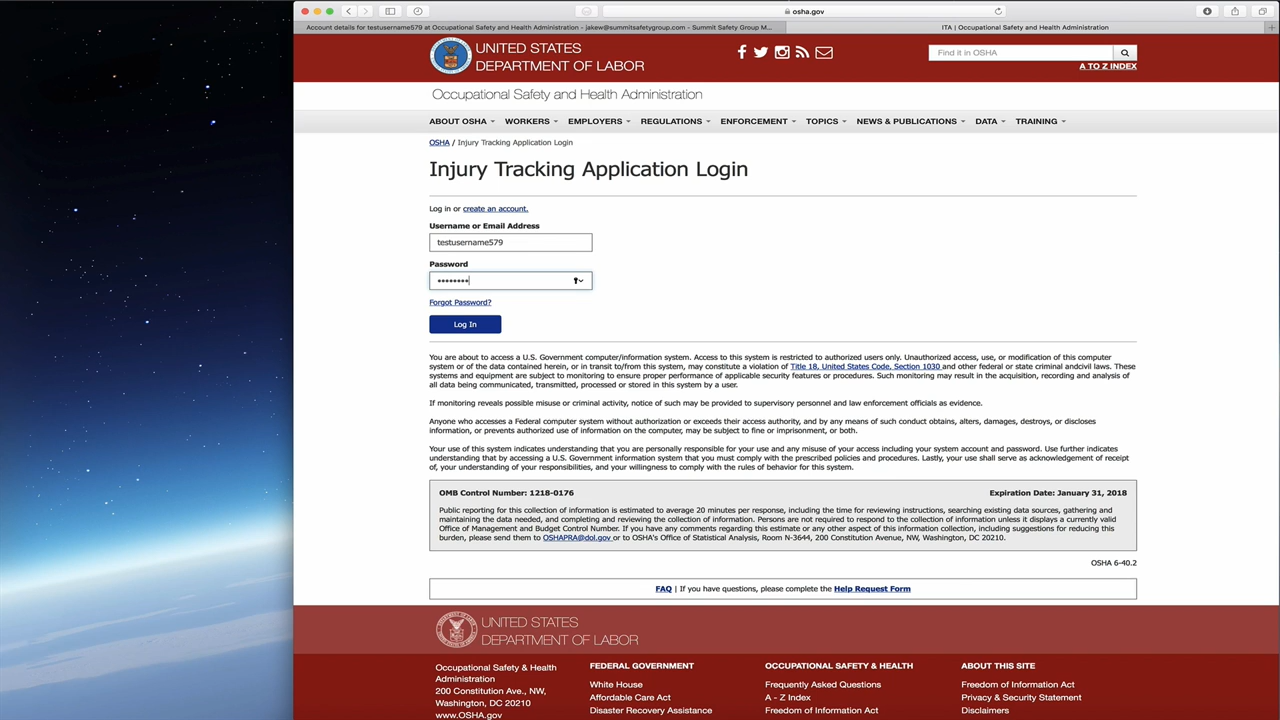 osha.gov
Account details for testusername579 at Occupational Safety and Health Administration - jakew@summitsafetygroup.com - Summit Safety Group M...
ITA | Occupational Safety and Health Administration
UNITED STATES
DEPARTMENT OF LABOR
Find it in OSHA
A TO Z INDEX
Occupational Safety and Health Administration
ABOUT OSHA WORKERS EMPLOYERS REGULATIONS ENFORCEMENT TOPICS NEWS & PUBLICATIONS DATA TRAINING
OSHA / Injury Tracking Application Login
Injury Tracking Application Login
Log in or create an account.
Username or Email Address
testusername579
Password
********
Forgot Password?
Log In
You are about to access a U.S. Government computer/information system. Access to this system is restricted to authorized users only. Unauthorized access, use, or modification of this computer
system or of the data contained herein, or in transit to/from this system, may constitute a violation of Title 18, United States Code, Section 1030 and other federal or state criminal andcivil laws. These
systems and equipment are subject to monitoring to ensure proper performance of applicable security features or procedures. Such monitoring may result in the acquisition, recording and analysis of
all data being communicated, transmitted, processed or stored in this system by a user.
If monitoring reveals possible misuse or criminal activity, notice of such may be provided to supervisory personnel and law enforcement officials as evidence.
Anyone who accesses a Federal computer system without authorization or exceeds their access authority, and by any means of such conduct obtains, alters, damages, destroys, or discloses
information, or prevents authorized use of information on the computer, may be subject to fine or imprisonment, or both.
Your use of this system indicates understanding that you are personally responsible for your use and any misuse of your access including your system account and password. Use further indicates
understanding that by accessing a U.S. Government information system that you must comply with the prescribed policies and procedures. Lastly, your use shall serve as acknowledgement of receipt
of, your understanding of your responsibilities, and your willingness to comply with the rules of behavior for this system.
OMB Control Number: 1218-0176 Expiration Date: January 31, 2018
Public reporting for this collection of information is estimated to average 20 minutes per response, including the time for reviewing instructions, searching existing data sources, gathering and
maintaining the data needed, and completing and reviewing the collection of information. Persons are not required to respond to the collection of information unless it displays a currently valid
Office of Management and Budget Control Number. If you have any comments regarding this estimate or any other aspect of this information collection, including suggestions for reducing this
burden, please send them to OSHAPRA@dol.gov or to OSHA's Office of Statistical Analysis, Room N-3644, 200 Constitution Avenue, NW, Washington, DC 20210.
OSHA 6-40.2
FAQ | If you have questions, please complete the Help Request Form
UNITED STATES
DEPARTMENT OF LABOR
Occupational Safety & Health
Administration
200 Constitution Ave., NW,
Washington, DC 20210
www.OSHA.gov
FEDERAL GOVERNMENT
White House
Affordable Care Act
Disaster Recovery Assistance
OCCUPATIONAL SAFETY & HEALTH
Frequently Asked Questions
A - Z Index
Freedom of Information Act
ABOUT THIS SITE
Freedom of Information Act
Privacy & Security Statement
Disclaimers